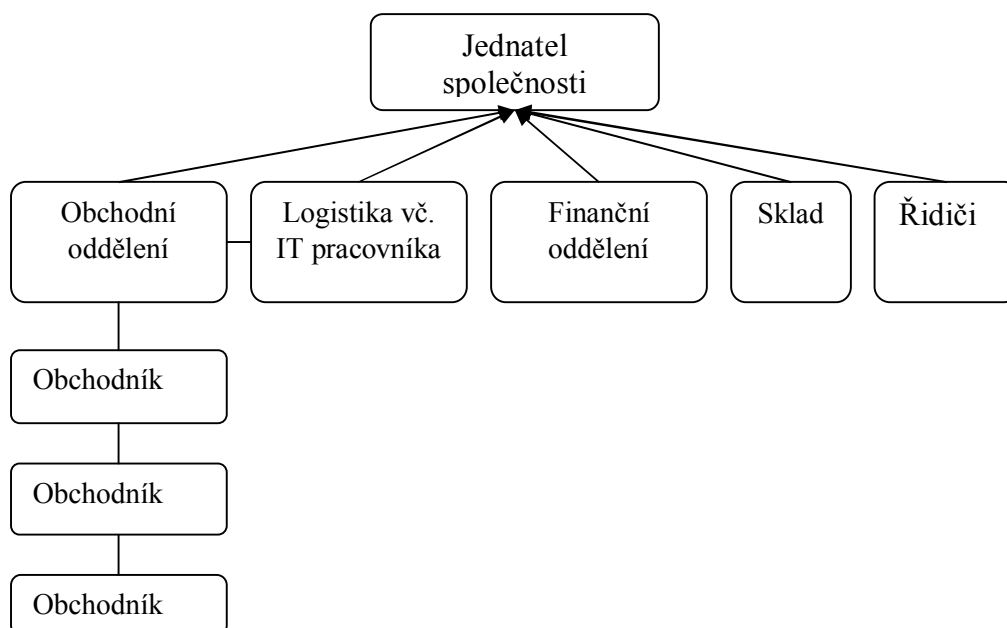 Jednatel
společnosti
Obchodní
oddělení
Logistika vč.
IT pracovníka
Finanční
oddělení
Sklad
Řidiči
Obchodník
Obchodník
Obchodník